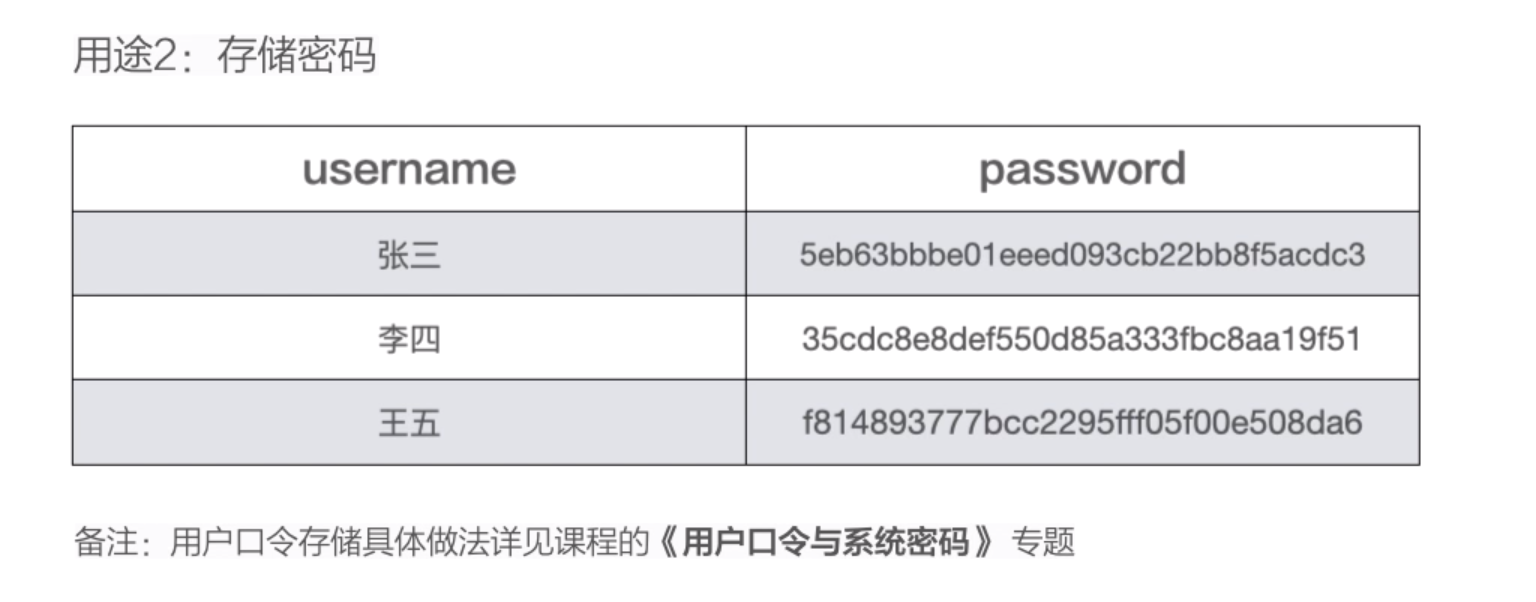 用途2：存储密码
username password
张三 5eb63bbbe01eeed093cb22bb8f5acdc3
李四 35cdc8e8def550d85a333fbc8aa19f51
王五 f814893777bcc2295fff05f00e508da6
备注：用户口令存储具体做法详见课程的《用户口令与系统密码》专题